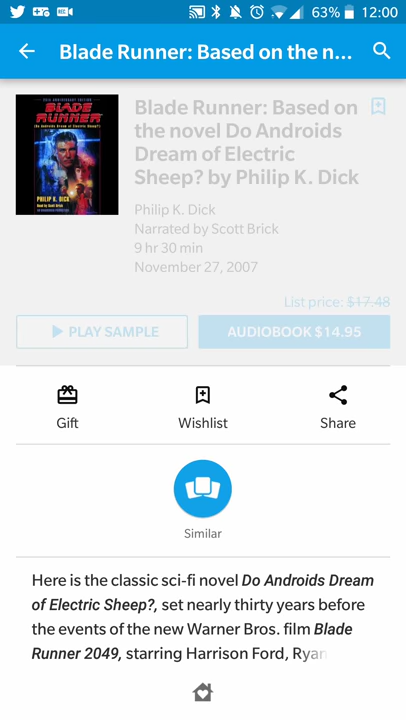 63% 12:00
Blade Runner: Based on the n...
BLADE
RUNNER
PHILIP K. DICK
Blade Runner: Based on
the novel Do Androids
Dream of Electric
Sheep? by Philip K. Dick
Philip K. Dick
Narrated by Scott Brick
9 hr 30 min
November 27, 2007
List price: $17.48
PLAY SAMPLE
AUDIOBOOK $14.95
Gift
Wishlist
Share
Similar
Here is the classic sci-fi novel Do Androids Dream
of Electric Sheep?, set nearly thirty years before
the events of the new Warner Bros. film Blade
Runner 2049, starring Harrison Ford, Ryan